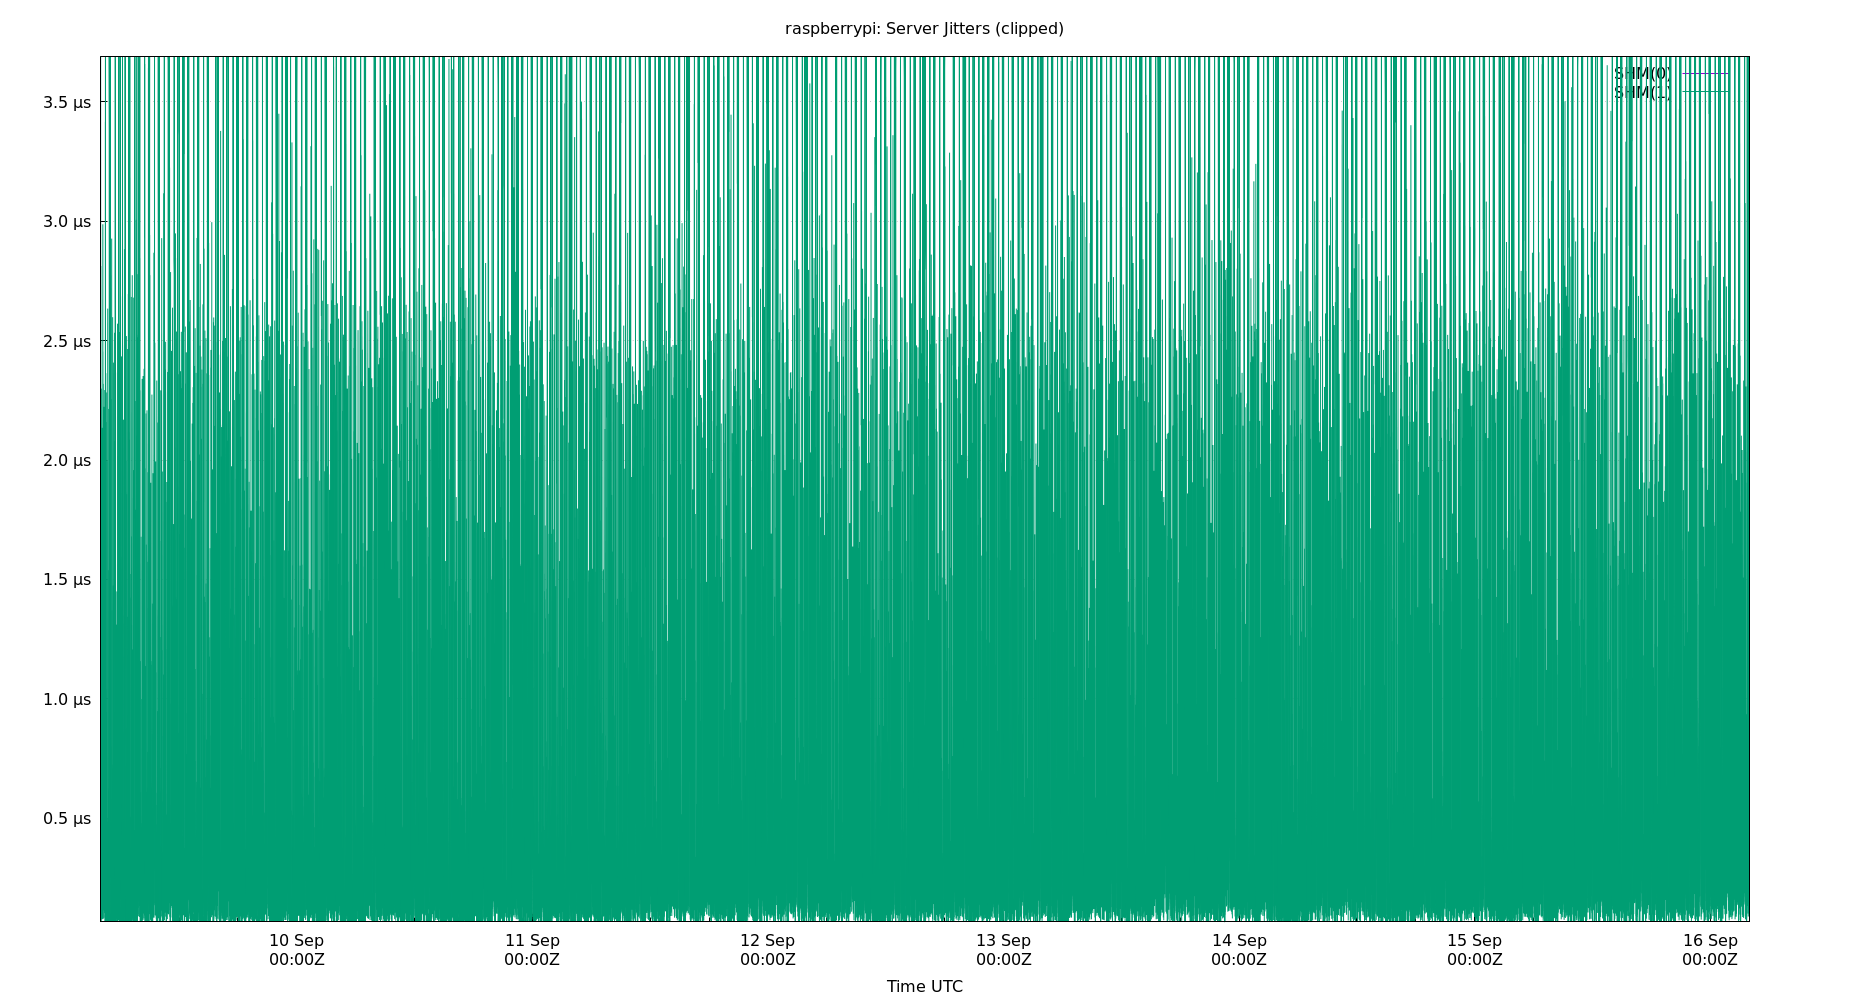 raspberrypi: Server Jitters (clipped)
SHM(0)
SHM(1)
3.5 µs
3.0 µs
2.5 µs
2.0 µs
1.5 µs
1.0 µs
0.5 µs
10 Sep 11 Sep 12 Sep 13 Sep 14 Sep 15 Sep 16 Sep
00:00Z 00:00Z 00:00Z 00:00Z 00:00Z 00:00Z 00:00Z
Time UTC